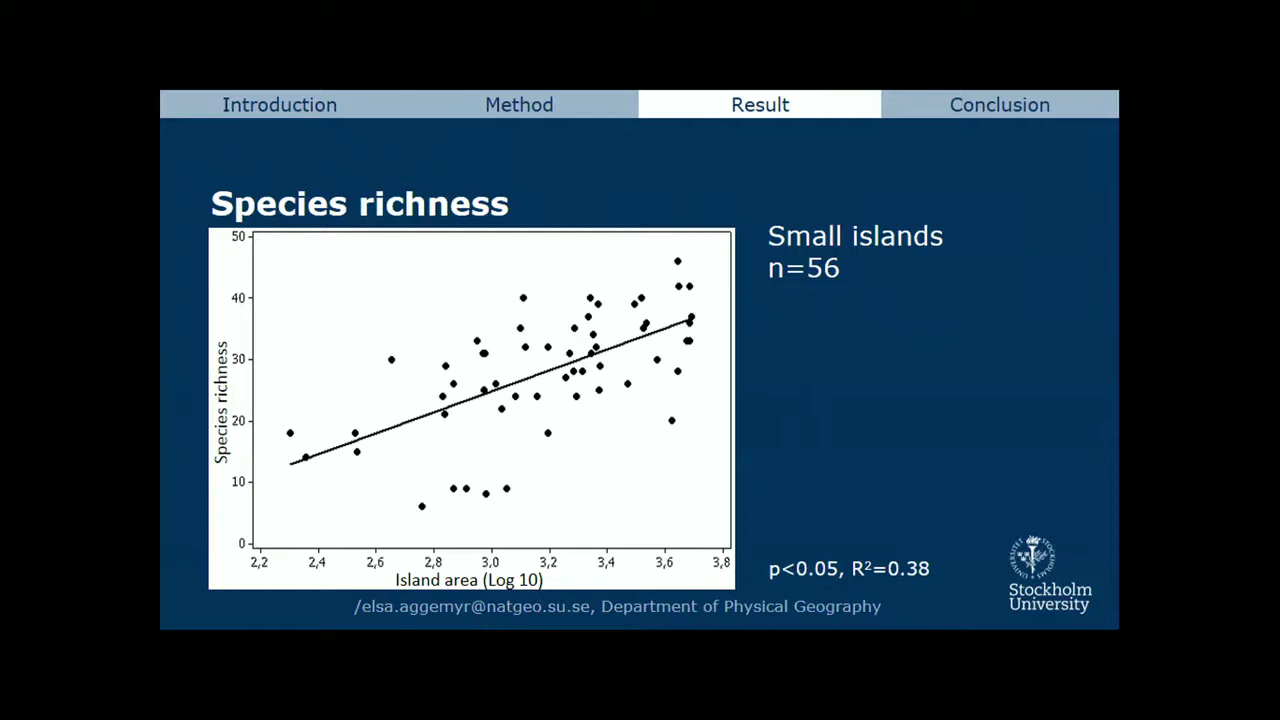 Introduction
Method
Result
Conclusion
Species richness
Small islands
n=56
50
40
30
20
10
0
Species richness
2,2
2,4
2,6
2,8
3,0
3,2
3,4
3,6
3,8
Island area (Log 10)
p<0.05, R²=0.38
/elsa.aggemyr@natgeo.su.se, Department of Physical Geography
Stockholm
University